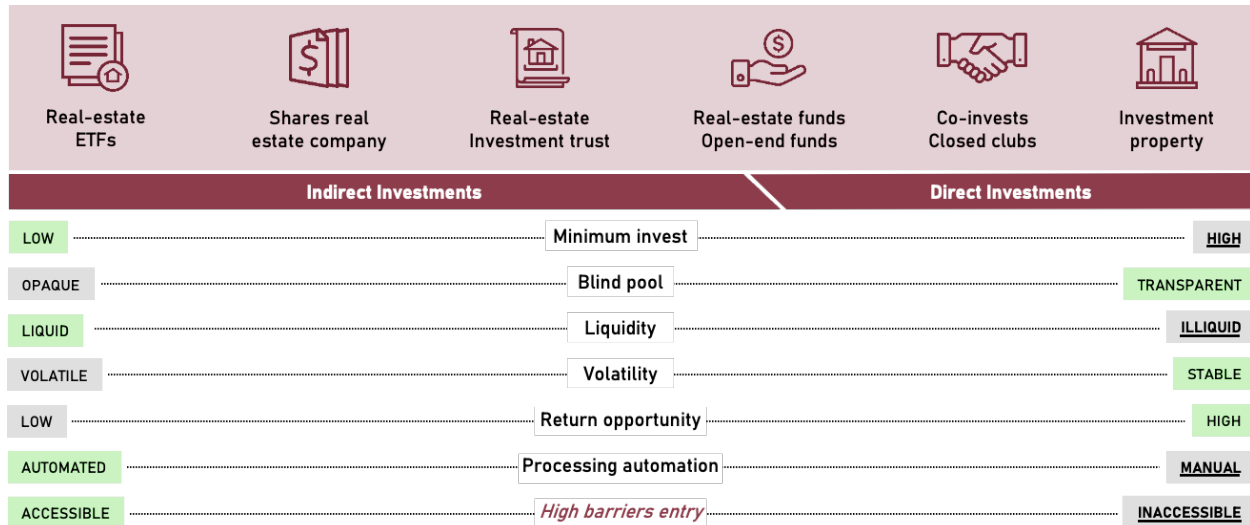 Real-estate
ETFs
Shares real
estate company
Real-estate
Investment trust
Real-estate funds
Open-end funds
Co-invests
Closed clubs
Investment
property
Indirect Investments
Direct Investments
LOW
Minimum invest
HIGH
OPAQUE
Blind pool
TRANSPARENT
LIQUID
Liquidity
ILLIQUID
VOLATILE
Volatility
STABLE
LOW
Return opportunity
HIGH
AUTOMATED
Processing automation
MANUAL
ACCESSIBLE
High barriers entry
INACCESSIBLE